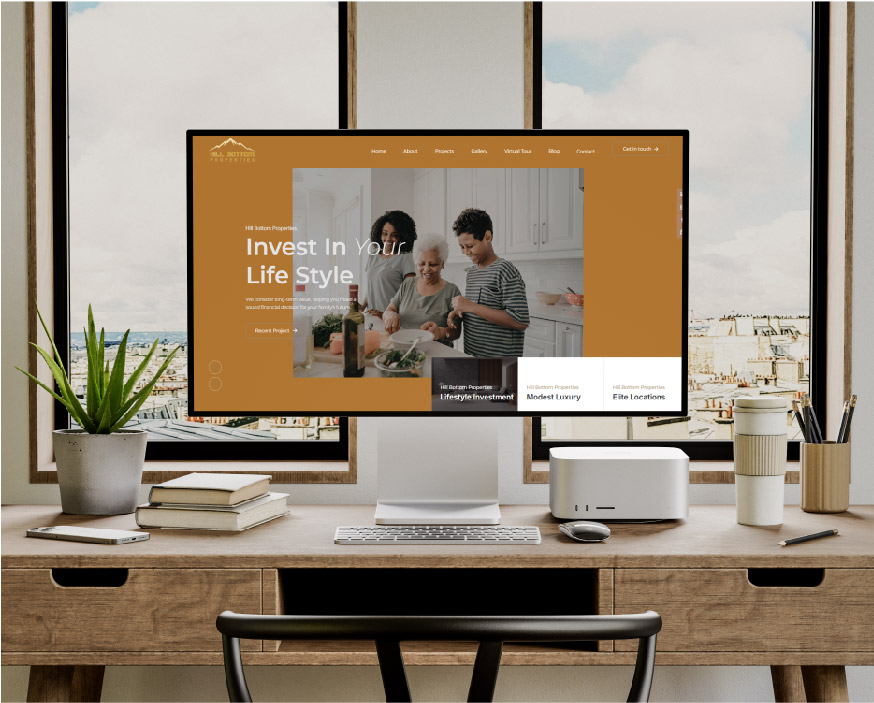 HILL BOTTOM
PROPERTIES
Home About Projects Gallery Virtual Tour Blog Contact Get in touch →
Hill Bottom Properties
Invest In Your
Life Style
We consider long-term value, helping you make a
sound financial decision for your family's future.
Recent Project →
Hill Bottom Properties
Lifestyle Investment
Hill Bottom Properties
Modest Luxury
Hill Bottom Properties
Elite Locations